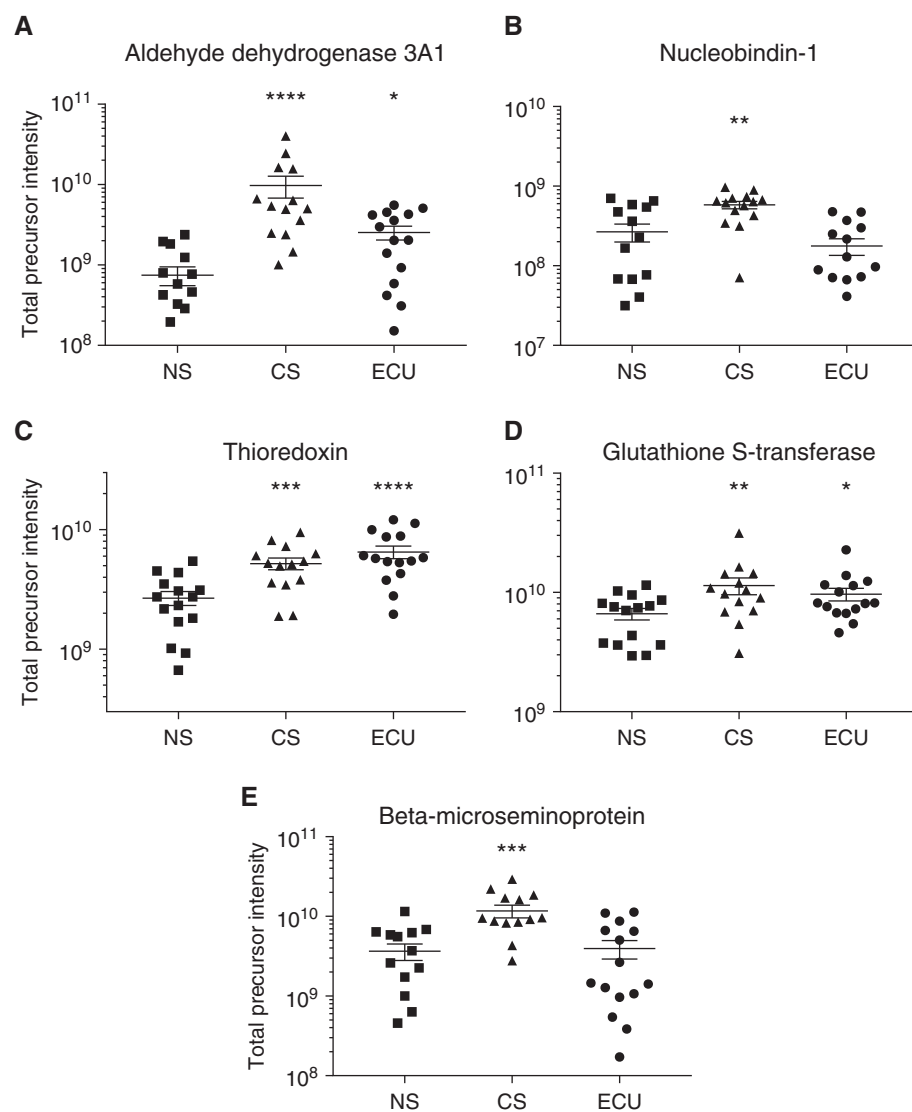 A
Aldehyde dehydrogenase 3A1
**** *
Total precursor intensity
10¹¹
10¹⁰
10⁹
10⁸
NS CS ECU
B
Nucleobindin-1
**
10¹⁰
10⁹
10⁸
10⁷
NS CS ECU
C
Thioredoxin
*** ****
Total precursor intensity
10¹⁰
10⁹
NS CS ECU
D
Glutathione S-transferase
** *
10¹¹
10¹⁰
10⁹
NS CS ECU
E
Beta-microseminoprotein
***
Total precursor intensity
10¹¹
10¹⁰
10⁹
10⁸
NS CS ECU